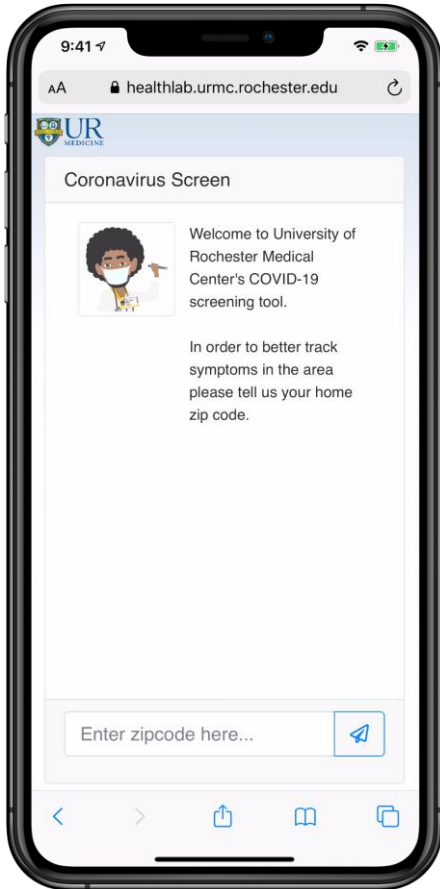 9:41
AA healthlab.urmc.rochester.edu
UR
MEDICINE
Coronavirus Screen
Welcome to University of
Rochester Medical
Center's COVID-19
screening tool.
In order to better track
symptoms in the area
please tell us your home
zip code.
Enter zipcode here...